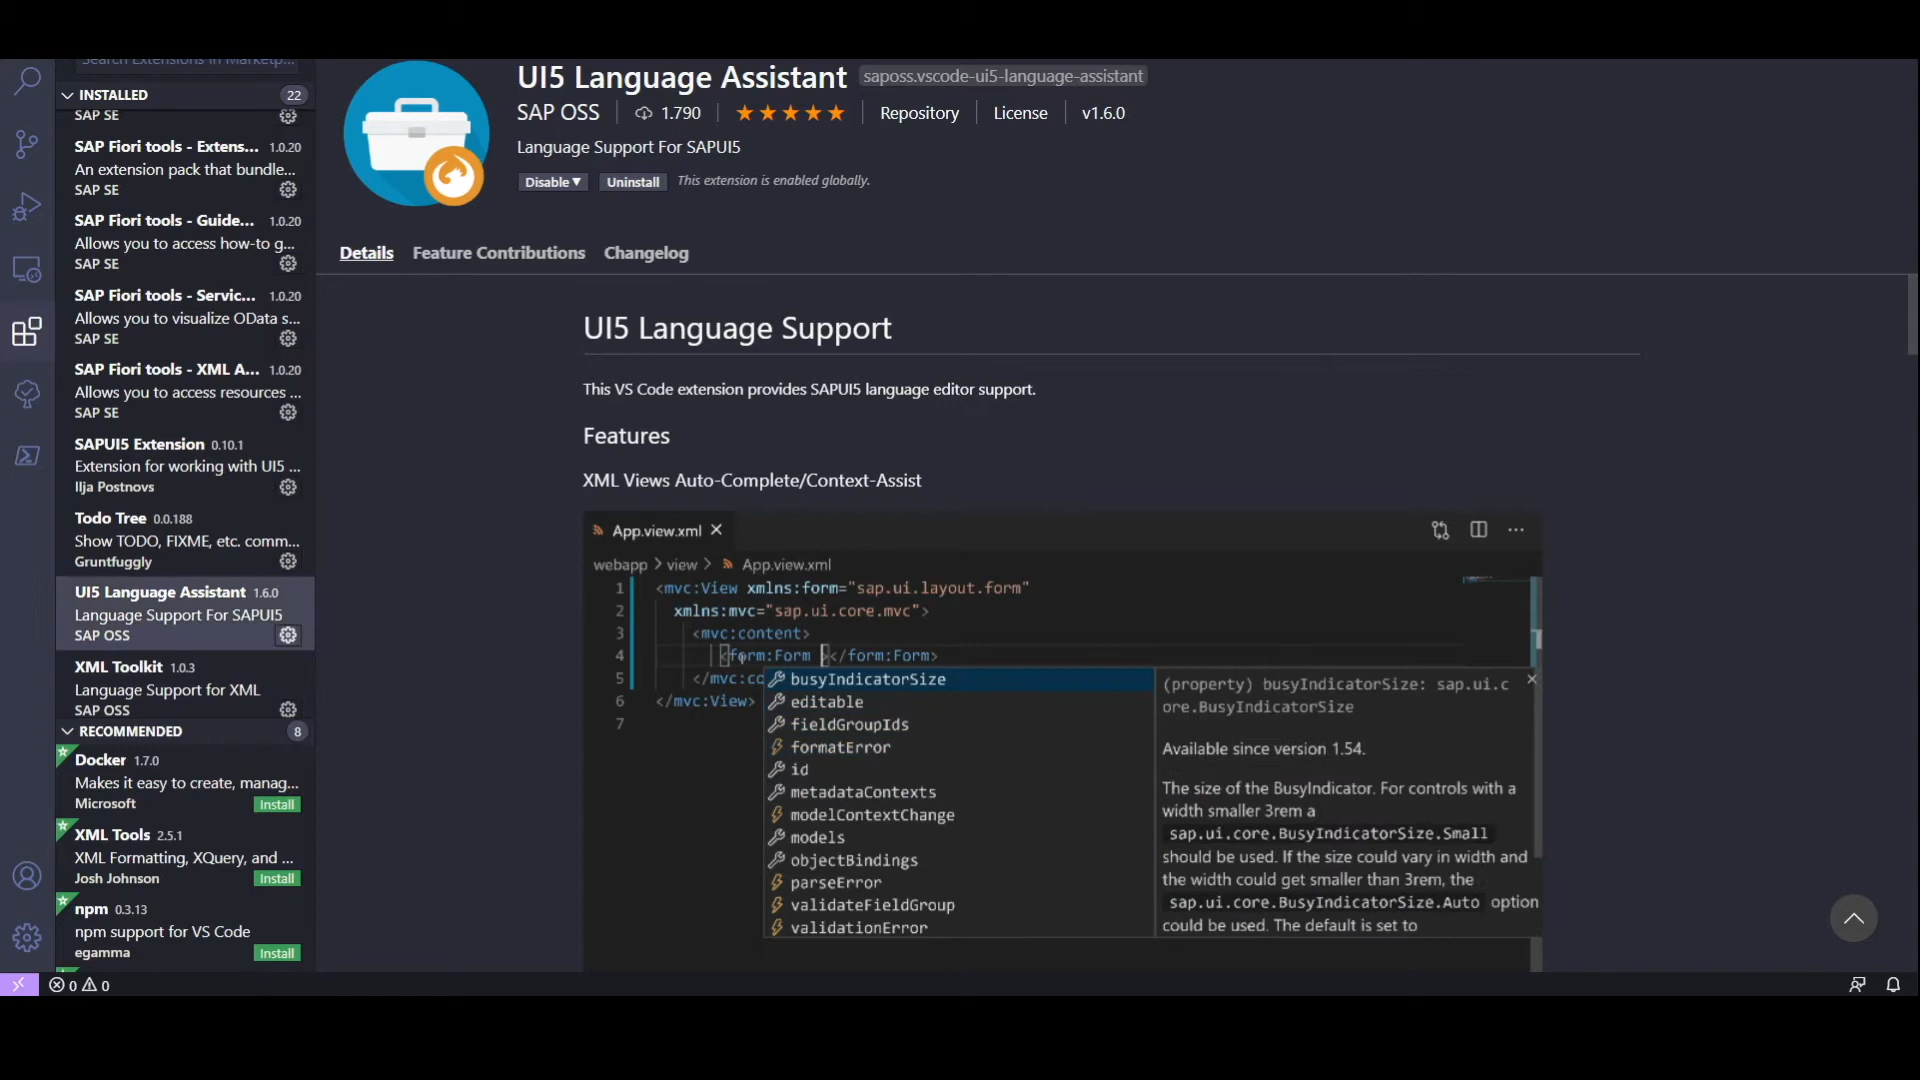 Search Extensions in Marketp...
INSTALLED 22
SAP SE
SAP Fiori tools - Extens... 1.0.20
An extension pack that bundle...
SAP SE
SAP Fiori tools - Guide... 1.0.20
Allows you to access how-to g...
SAP SE
SAP Fiori tools - Servic... 1.0.20
Allows you to visualize OData s...
SAP SE
SAP Fiori tools - XML A... 1.0.20
Allows you to access resources ...
SAP SE
SAPUI5 Extension 0.10.1
Extension for working with UI5 ...
Ilja Postnovs
Todo Tree 0.0.188
Show TODO, FIXME, etc. comm...
Gruntfuggly
UI5 Language Assistant 1.6.0
Language Support For SAPUI5
SAP OSS
XML Toolkit 1.0.3
Language Support for XML
SAP OSS
RECOMMENDED 8
Docker 1.7.0
Makes it easy to create, manag...
Microsoft Install
XML Tools 2.5.1
XML Formatting, XQuery, and ...
Josh Johnson Install
npm 0.3.13
npm support for VS Code
egamma Install
0 0
UI5 Language Assistant saposs.vscode-ui5-language-assistant
SAP OSS 1.790 Repository License v1.6.0
Language Support For SAPUI5
Disable Uninstall This extension is enabled globally.
Details Feature Contributions Changelog
UI5 Language Support
This VS Code extension provides SAPUI5 language editor support.
Features
XML Views Auto-Complete/Context-Assist
App.view.xml
webapp > view > App.view.xml
1 <mvc:View xmlns:form="sap.ui.layout.form"
2 xmlns:mvc="sap.ui.core.mvc">
3 <mvc:content>
4 <form:Form ></form:Form>
5 </mvc:co
6 </mvc:View>
7
busyIndicatorSize
editable
fieldGroupIds
formatError
id
metadataContexts
modelContextChange
models
objectBindings
parseError
validateFieldGroup
validationError
(property) busyIndicatorSize: sap.ui.c
ore.BusyIndicatorSize
Available since version 1.54.
The size of the BusyIndicator. For controls with a
width smaller 3rem a
sap.ui.core.BusyIndicatorSize.Small
should be used. If the size could vary in width and
the width could get smaller than 3rem, the
sap.ui.core.BusyIndicatorSize.Auto option
could be used. The default is set to